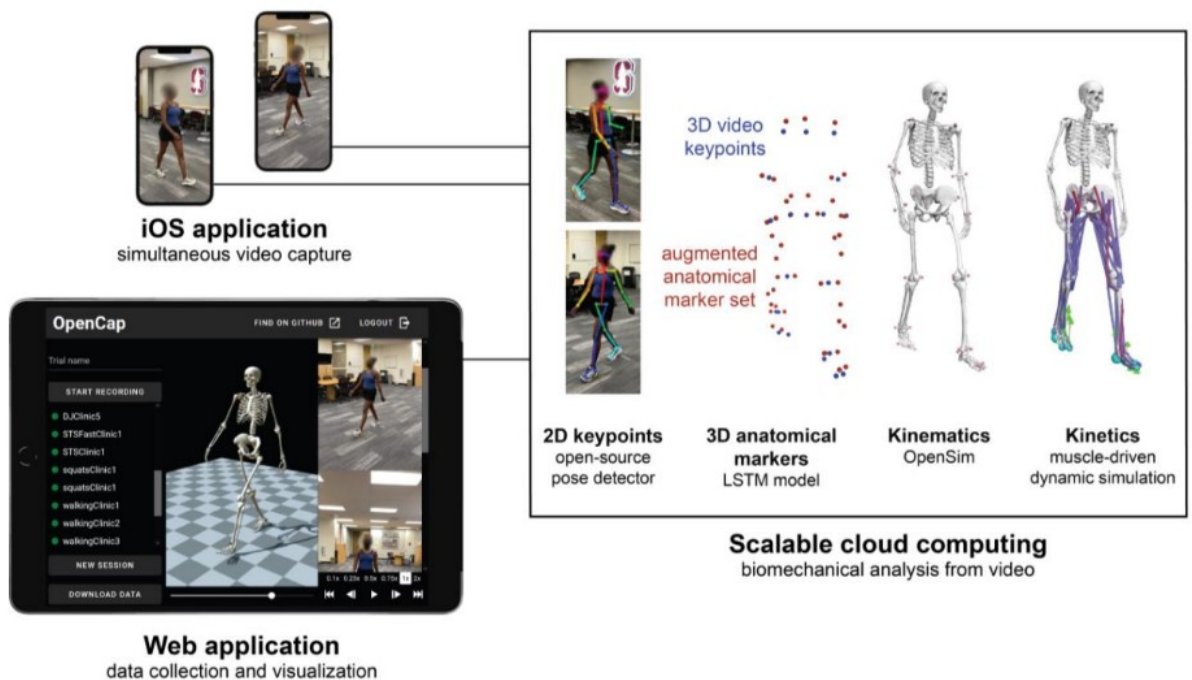 iOS application
simultaneous video capture
OpenCap
FIND ON GITHUB
LOGOUT
Trial name
START RECORDING
DJClinic5
STSFastClinic1
STSClinic1
squatsClinic1
squatsClinic1
walkingClinic1
walkingClinic2
walkingClinic3
NEW SESSION
DOWNLOAD DATA
0.1x 0.25x 0.5x 0.75x 1x 2x
Web application
data collection and visualization
3D video
keypoints
augmented
anatomical
marker set
2D keypoints
open-source
pose detector
3D anatomical
markers
LSTM model
Kinematics
OpenSim
Kinetics
muscle-driven
dynamic simulation
Scalable cloud computing
biomechanical analysis from video